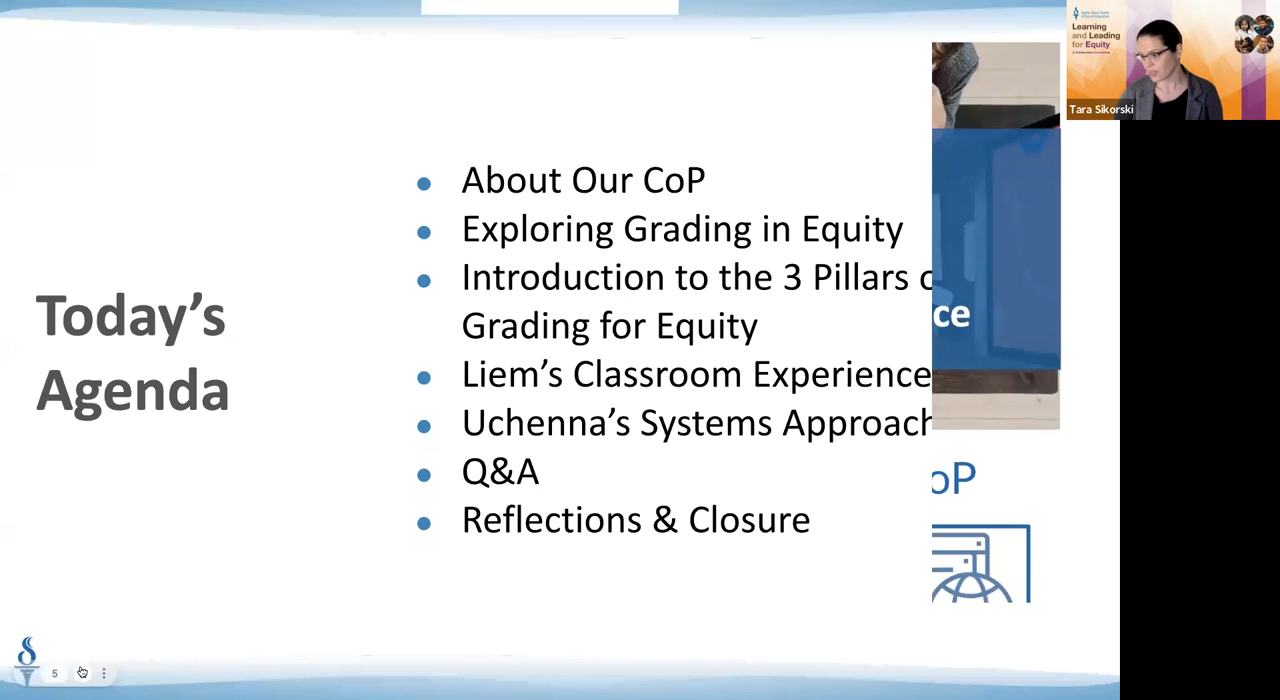 About Our CoP
Exploring Grading in Equity
Introduction to the 3 Pillars
Grading for Equity
Liem's Classroom Experience
Uchenna's Systems Approach
Q&A
Reflections & Closure
Today's
Agenda
ce
oP
5
Learning
and Leading
for Equity
Tara Sikorski